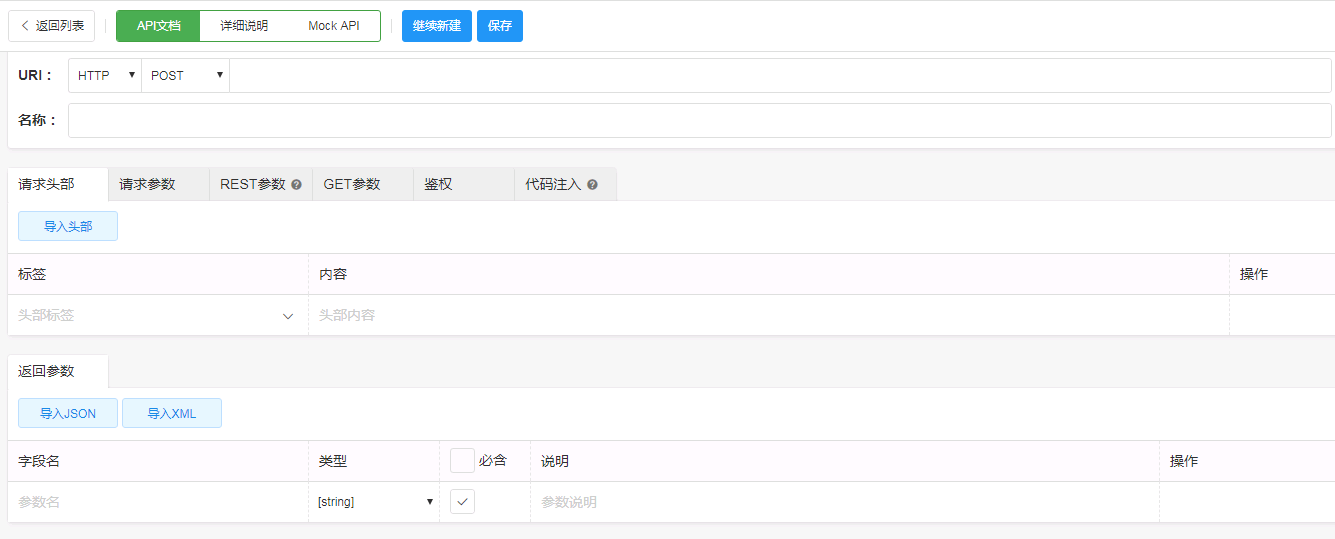 返回列表 API文档 详细说明 Mock API 继续新建 保存
URI： HTTP POST
名称：
请求头部 请求参数 REST参数 GET参数 鉴权 代码注入
导入头部
标签 内容 操作
头部标签 头部内容
返回参数
导入JSON 导入XML
字段名 类型 必含 说明 操作
参数名 [string] 参数说明